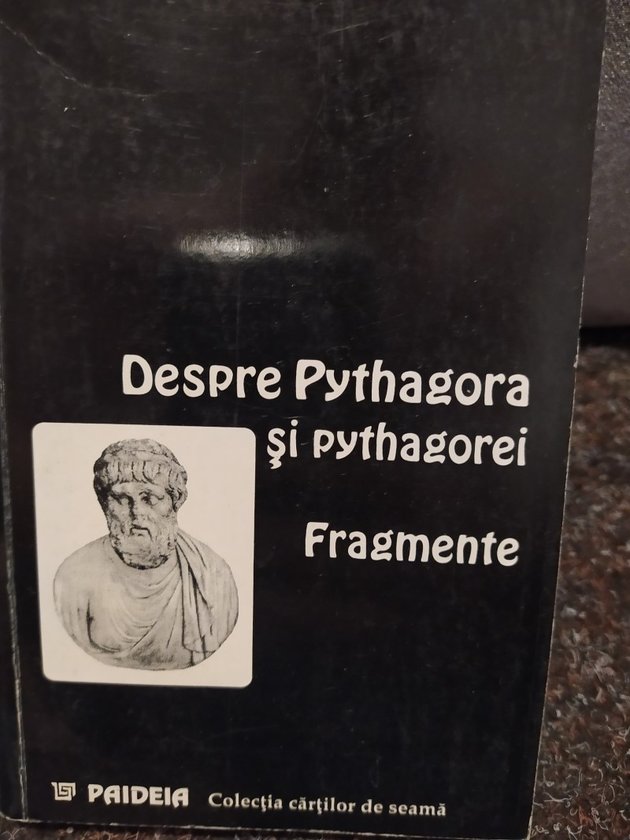 Despre Pythagora
şi pythagorei
Fragmente
PAIDEIA Colecţia cărţilor de seamă